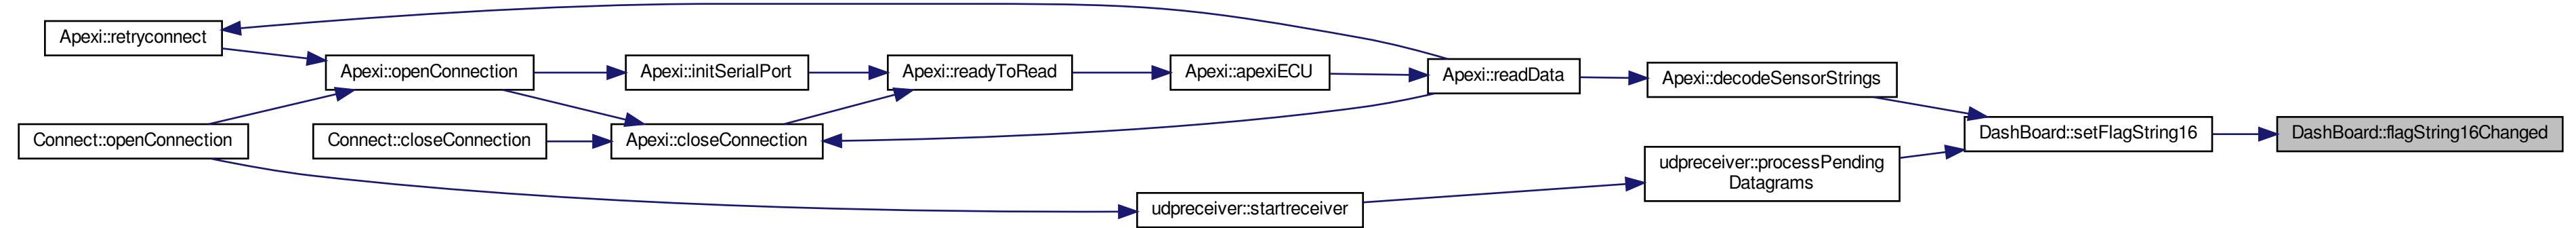 Apexi::retryconnect
Apexi::openConnection
Apexi::initSerialPort
Apexi::readyToRead
Apexi::apexiECU
Apexi::readData
Apexi::decodeSensorStrings
Connect::openConnection
Connect::closeConnection
Apexi::closeConnection
DashBoard::setFlagString16
DashBoard::flagString16Changed
udpreceiver::processPending
Datagrams
udpreceiver::startreceiver